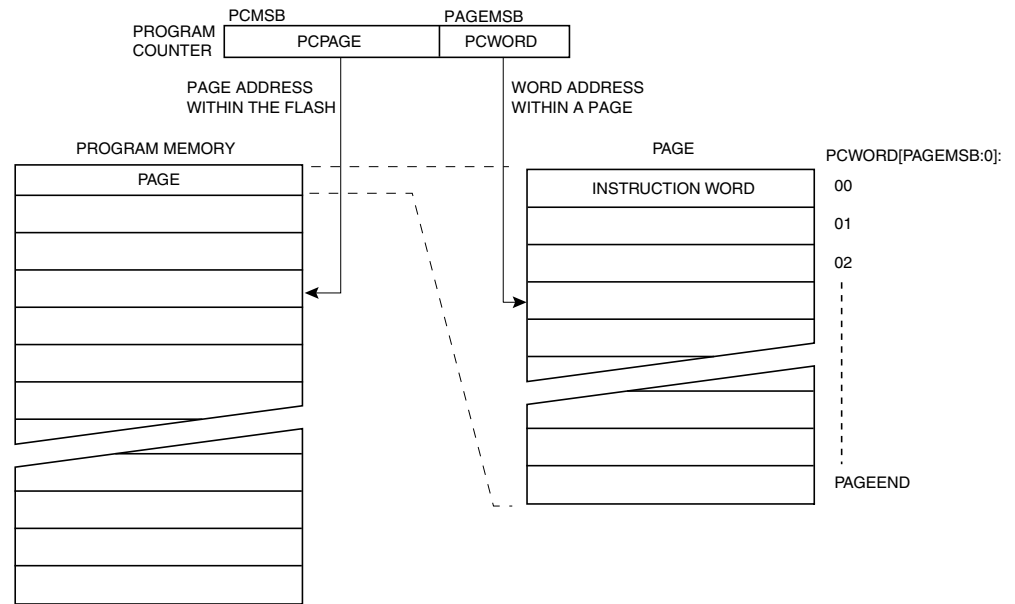 PCMSB
PAGEMSB
PROGRAM
COUNTER
PCPAGE
PCWORD
PAGE ADDRESS
WITHIN THE FLASH
WORD ADDRESS
WITHIN A PAGE
PROGRAM MEMORY
PAGE
PAGE
INSTRUCTION WORD
PCWORD[PAGEMSB:0]:
00
01
02
PAGEEND